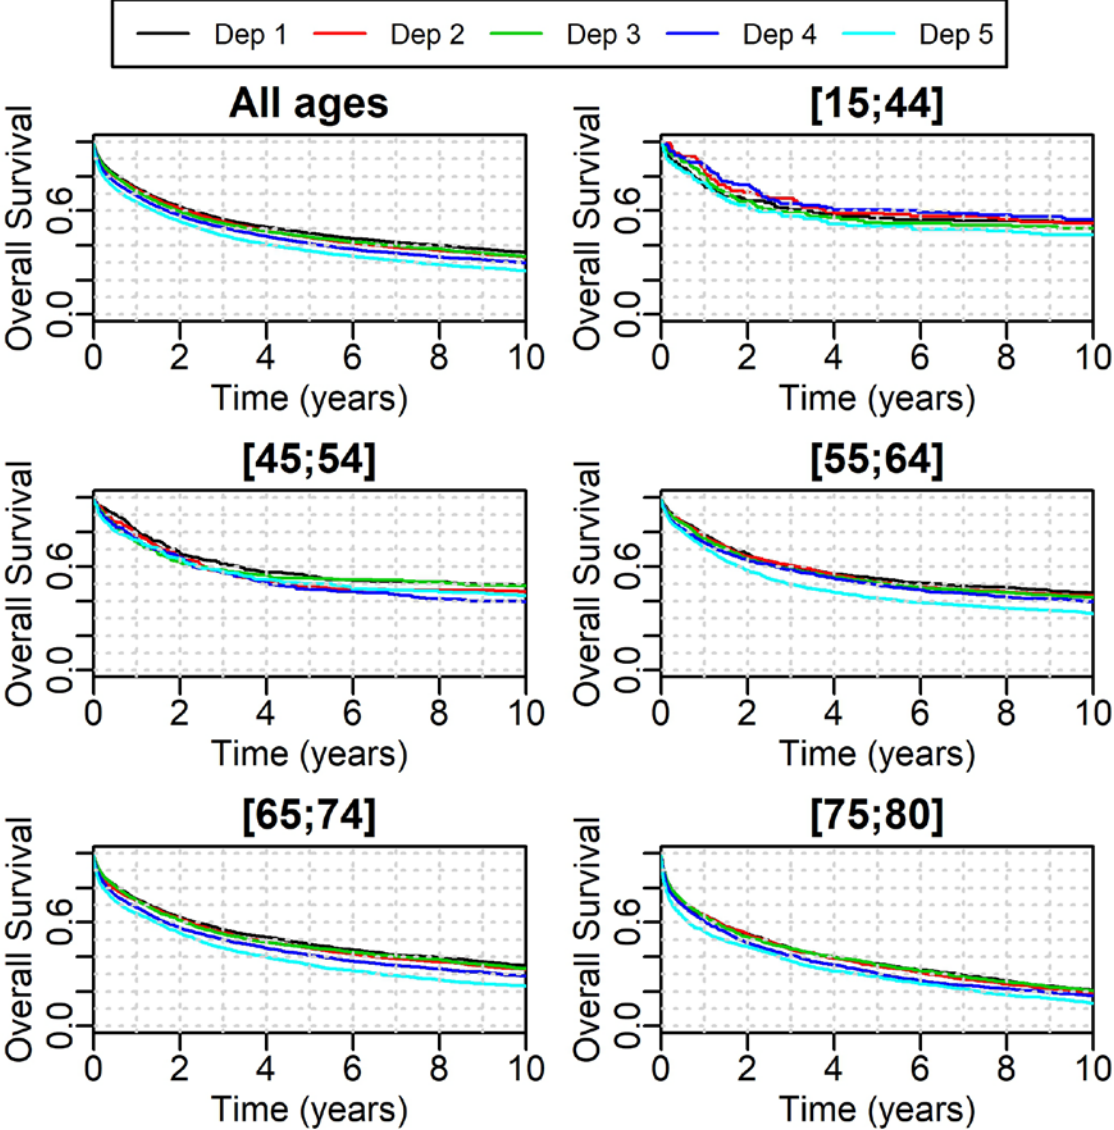 Dep 1 Dep 2 Dep 3 Dep 4 Dep 5
All ages
Overall Survival
0.0 0.6
0 2 4 6 8 10
Time (years)
[15;44]
Overall Survival
0.0 0.6
0 2 4 6 8 10
Time (years)
[45;54]
Overall Survival
0.0 0.6
0 2 4 6 8 10
Time (years)
[55;64]
Overall Survival
0.0 0.6
0 2 4 6 8 10
Time (years)
[65;74]
Overall Survival
0.0 0.6
0 2 4 6 8 10
Time (years)
[75;80]
Overall Survival
0.0 0.6
0 2 4 6 8 10
Time (years)